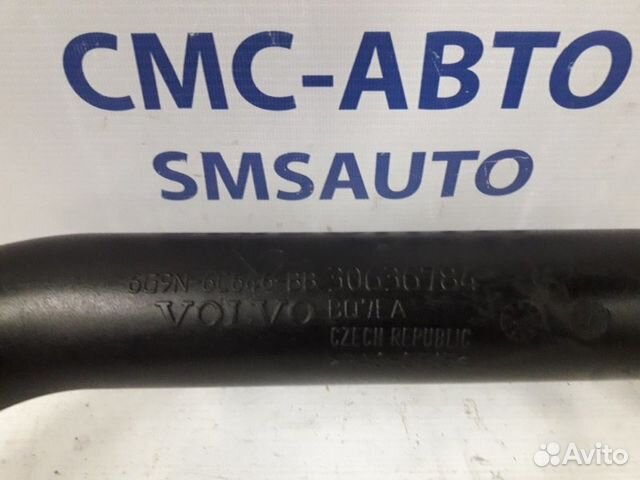 СМС-АВТО
SMSAUTO
6G9N-6C646-BB 30636784
VOLVO
CZECH REPUBLIC
Avito